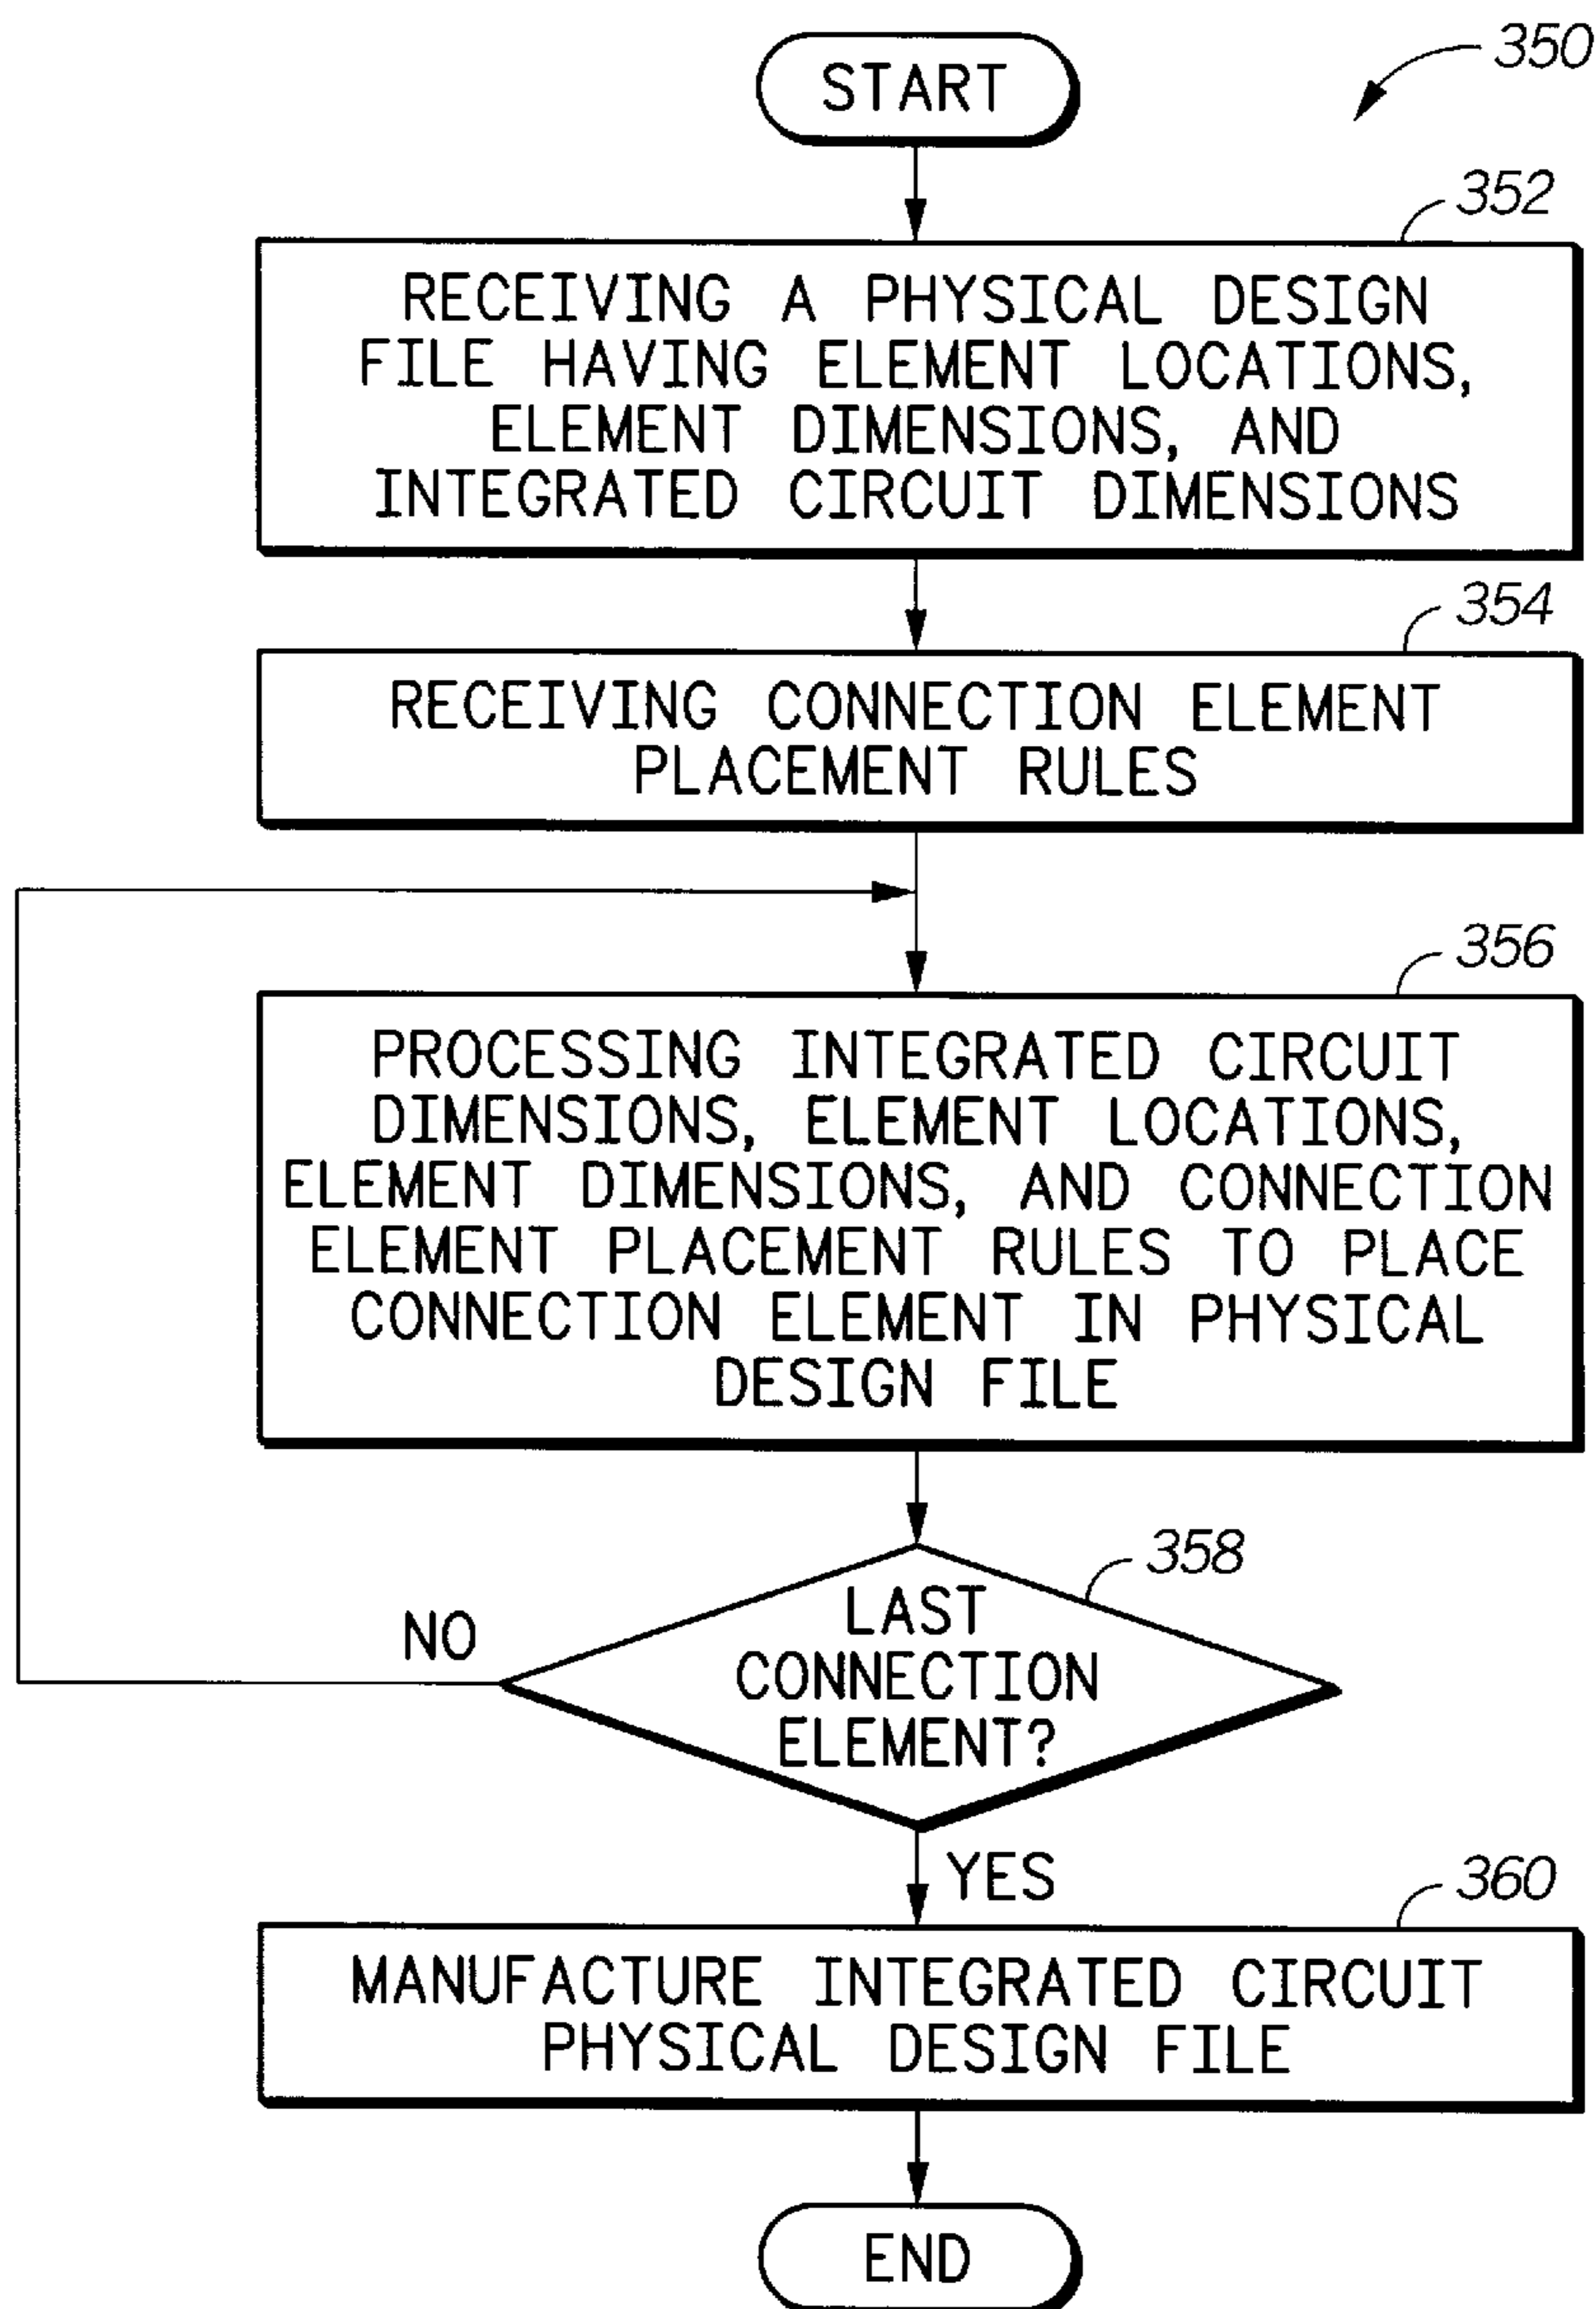 START
350
352
RECEIVING A PHYSICAL DESIGN
FILE HAVING ELEMENT LOCATIONS,
ELEMENT DIMENSIONS, AND
INTEGRATED CIRCUIT DIMENSIONS
354
RECEIVING CONNECTION ELEMENT
PLACEMENT RULES
356
PROCESSING INTEGRATED CIRCUIT
DIMENSIONS, ELEMENT LOCATIONS,
ELEMENT DIMENSIONS, AND CONNECTION
ELEMENT PLACEMENT RULES TO PLACE
CONNECTION ELEMENT IN PHYSICAL
DESIGN FILE
358
LAST
CONNECTION
ELEMENT?
NO
YES
360
MANUFACTURE INTEGRATED CIRCUIT
PHYSICAL DESIGN FILE
END